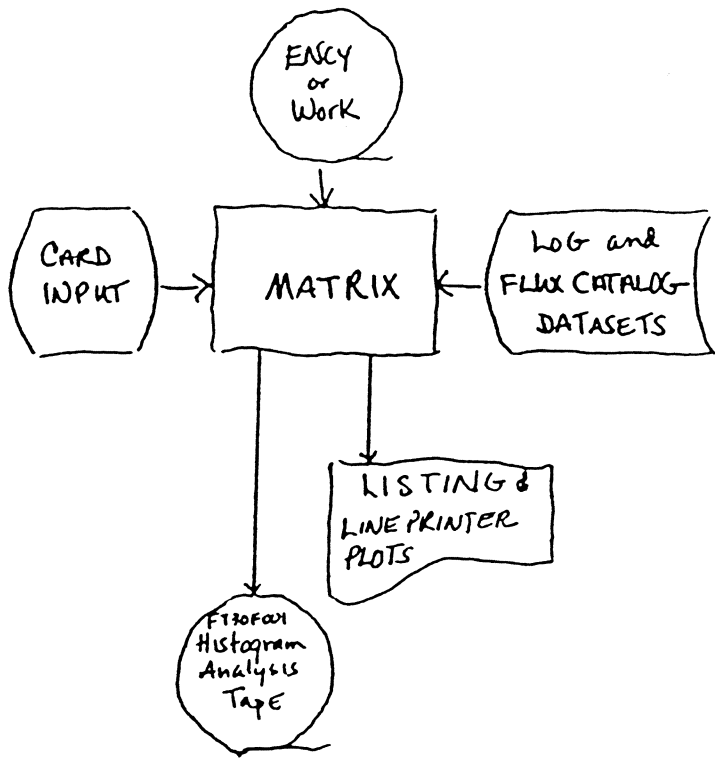 ENCY
or
Work
CARD
INPUT
MATRIX
LOG and
FLUX CATALOG
DATASETS
LISTING &
LINE PRINTER
PLOTS
FT30F001
Histogram
Analysis
Tape